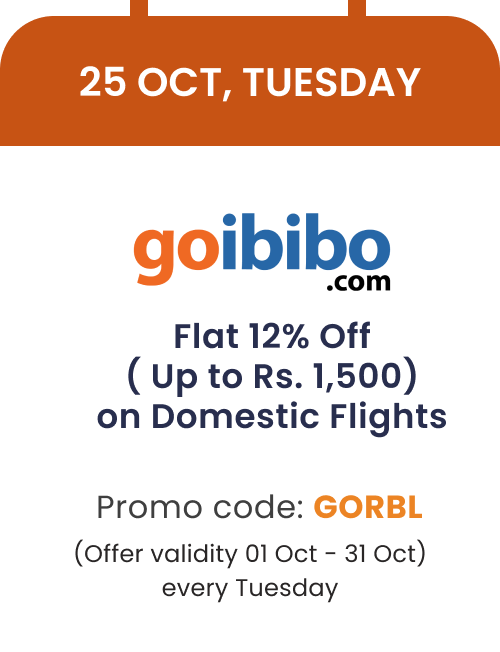 25 OCT, TUESDAY
goibibo
.com
Flat 12% Off
( Up to Rs. 1,500)
on Domestic Flights
Promo code: GORBL
(Offer validity 01 Oct - 31 Oct)
every Tuesday